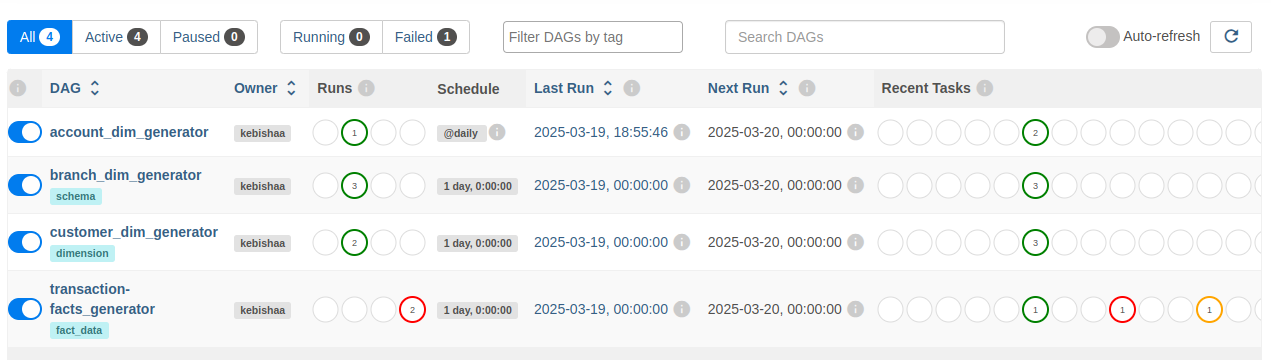 All 4 Active 4 Paused 0 Running 0 Failed 1 Filter DAGs by tag Search DAGs Auto-refresh
DAG Owner Runs Schedule Last Run Next Run Recent Tasks
account_dim_generator kebishaa 1 @daily 2025-03-19, 18:55:46 2025-03-20, 00:00:00 2
branch_dim_generator kebishaa 3 1 day, 0:00:00 2025-03-19, 00:00:00 2025-03-20, 00:00:00 3
schema
customer_dim_generator kebishaa 2 1 day, 0:00:00 2025-03-19, 00:00:00 2025-03-20, 00:00:00 3
dimension
transaction-
facts_generator kebishaa 2 1 day, 0:00:00 2025-03-19, 00:00:00 2025-03-20, 00:00:00 1 1 1
fact_data